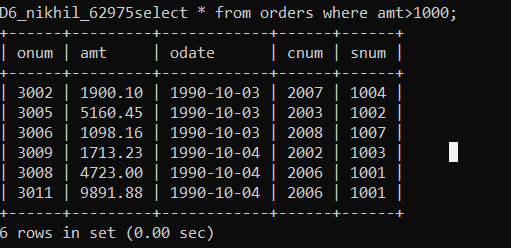 D6_nikhil_62975select * from orders where amt>1000;
+------+---------+------------+------+------+
| onum | amt     | odate      | cnum | snum |
+------+---------+------------+------+------+
| 3002 | 1900.10 | 1990-10-03 | 2007 | 1004 |
| 3005 | 5160.45 | 1990-10-03 | 2003 | 1002 |
| 3006 | 1098.16 | 1990-10-03 | 2008 | 1007 |
| 3009 | 1713.23 | 1990-10-04 | 2002 | 1003 |
| 3008 | 4723.00 | 1990-10-04 | 2006 | 1001 |
| 3011 | 9891.88 | 1990-10-04 | 2006 | 1001 |
+------+---------+------------+------+------+
6 rows in set (0.00 sec)